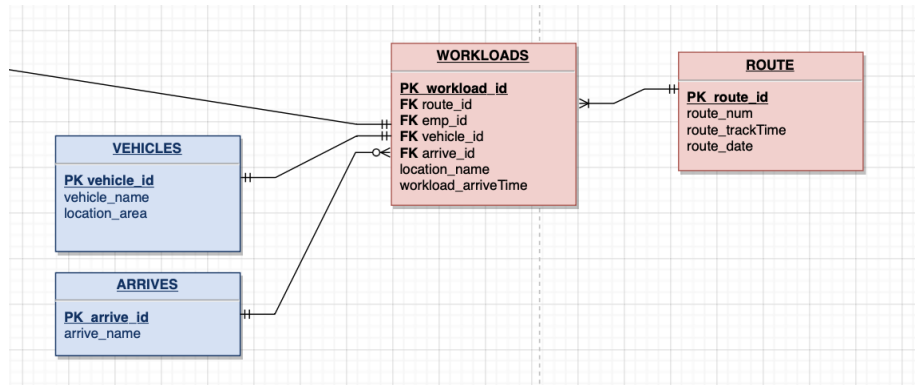 WORKLOADS
PK workload_id
FK route_id
FK emp_id
FK vehicle_id
FK arrive_id
location_name
workload_arriveTime
ROUTE
PK route_id
route_num
route_trackTime
route_date
VEHICLES
PK vehicle_id
vehicle_name
location_area
ARRIVES
PK arrive_id
arrive_name